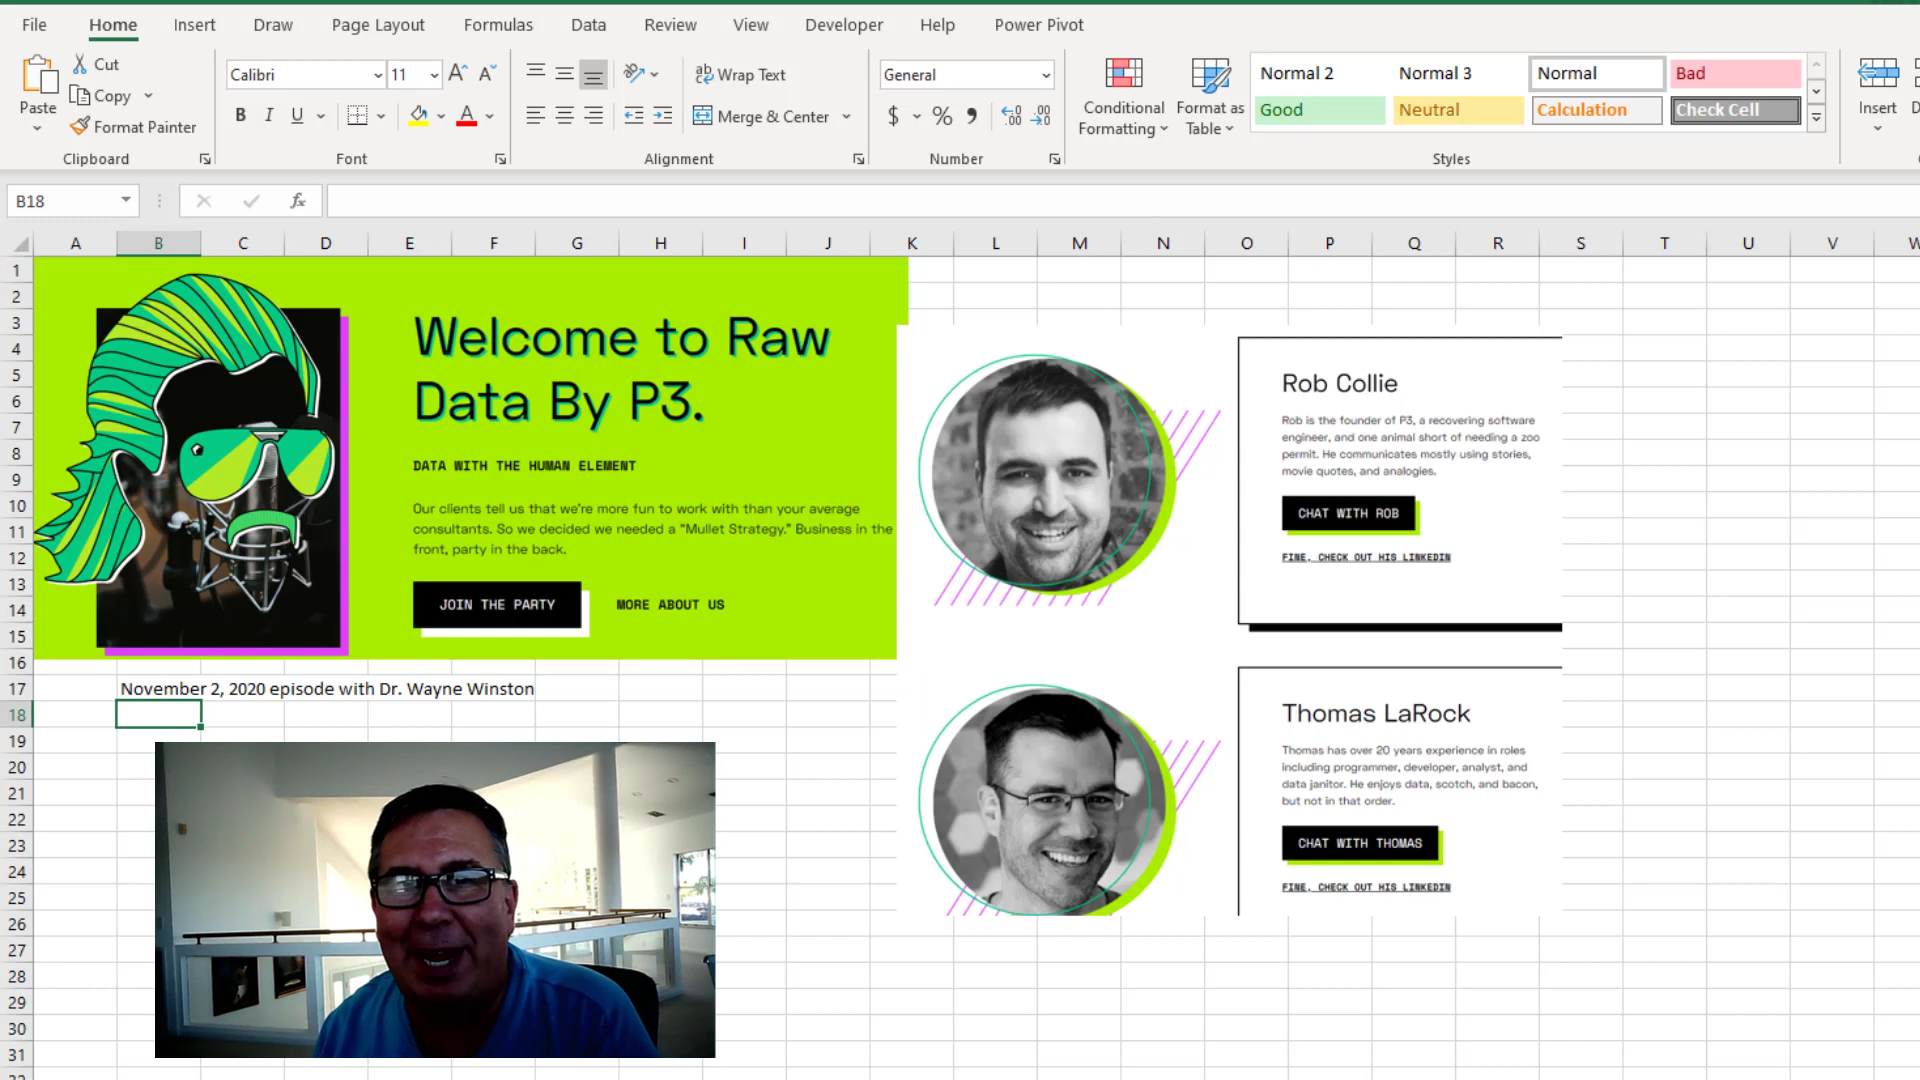 File Home Insert Draw Page Layout Formulas Data Review View Developer Help Power Pivot
Paste
Cut
Copy
Format Painter
Clipboard
Calibri 11
B I U
Font
Wrap Text
Merge & Center
Alignment
General
$ %
Number
Conditional Formatting
Format as Table
Normal 2 Normal 3 Normal Bad
Good Neutral Calculation Check Cell
Styles
Insert
B18 fx
A B C D E F G H I J K L M N O P Q R S T U V W
1
2
3
4
5
6
7
8
9
10
11
12
13
14
15
16
17
18
19
20
21
22
23
24
25
26
27
28
29
30
31
Welcome to Raw
Data By P3.
DATA WITH THE HUMAN ELEMENT
Our clients tell us that we're more fun to work with than your average
consultants. So we decided we needed a "Mullet Strategy." Business in the
front, party in the back.
JOIN THE PARTY MORE ABOUT US
November 2, 2020 episode with Dr. Wayne Winston
Rob Collie
Rob is the founder of P3, a recovering software
engineer, and one animal short of needing a zoo
permit. He communicates mostly using stories,
movie quotes, and analogies.
CHAT WITH ROB
FINE, CHECK OUT HIS LINKEDIN
Thomas LaRock
Thomas has over 20 years experience in roles
including programmer, developer, analyst, and
data janitor. He enjoys data, scotch, and bacon,
but not in that order.
CHAT WITH THOMAS
FINE, CHECK OUT HIS LINKEDIN